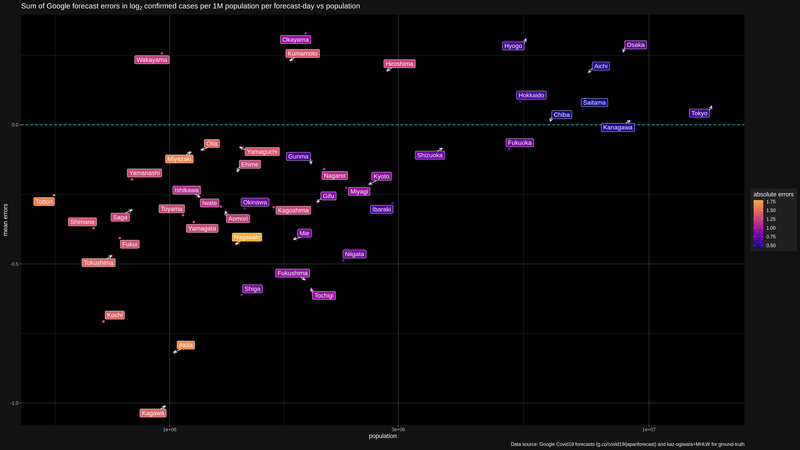 Sum of Google forecast errors in log2 confirmed cases per 1M population per forecast-day vs population
Okayama
Hyogo
Osaka
Wakayama
Kumamoto
Hiroshima
Aichi
Hokkaido
Saitama
Chiba
Tokyo
0.0
Kanagawa
Oita
Fukuoka
Miyazaki
Yamaguchi
Gunma
Shizuoka
Ehime
Yamanashi
Nagano
Kyoto
Ishikawa
Miyagi
Tottori
Iwate
Okinawa
Gifu
Toyama
Kagoshima
Ibaraki
Shimane
Saga
Aomori
Yamagata
Fukui
Nagasaki
Mie
Niigata
-0.5
Tokushima
Fukushima
Shiga
Tochigi
Kochi
Akita
-1.0
Kagawa
mean errors
absolute errors
1.75
1.50
1.25
1.00
0.75
0.50
1e+06
3e+06
1e+07
population
Data source: Google Covid19 forecasts (g.co/covid19/japanforecast) and kaz-ogiwara+MHLW for ground-truth